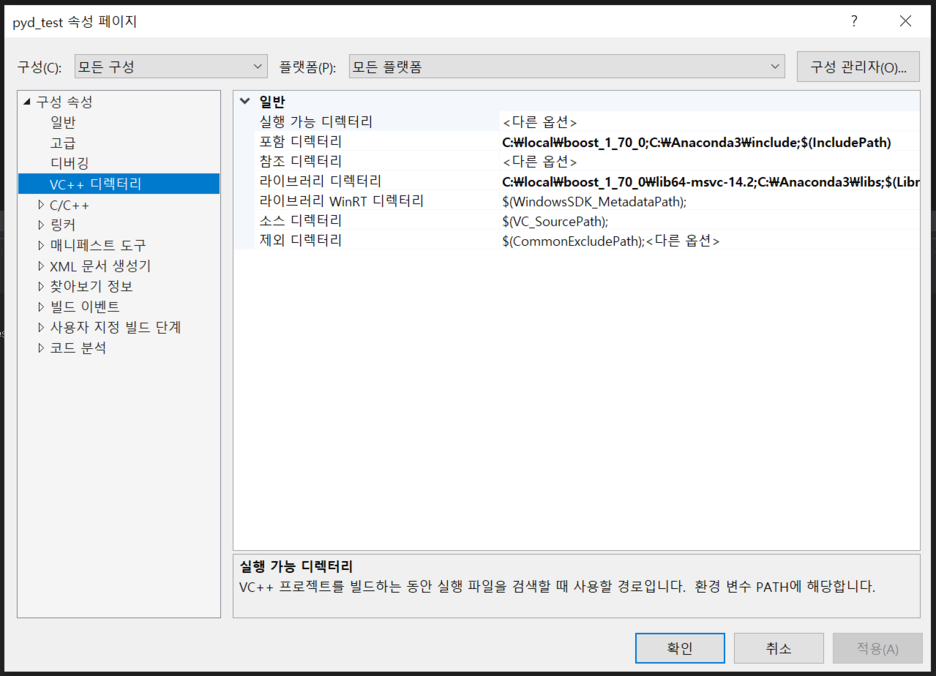 pyd_test 속성 페이지
?
구성(C): 모든 구성 플랫폼(P): 모든 플랫폼 구성 관리자(O)...
구성 속성
일반
고급
디버깅
VC++ 디렉터리
C/C++
링커
매니페스트 도구
XML 문서 생성기
찾아보기 정보
빌드 이벤트
사용자 지정 빌드 단계
코드 분석
일반
실행 가능 디렉터리 <다른 옵션>
포함 디렉터리 C:₩local₩boost_1_70_0;C:₩Anaconda3₩include;$(IncludePath)
참조 디렉터리 <다른 옵션>
라이브러리 디렉터리 C:₩local₩boost_1_70_0₩lib64-msvc-14.2;C:₩Anaconda3₩libs;$(Libr
라이브러리 WinRT 디렉터리 $(WindowsSDK_MetadataPath);
소스 디렉터리 $(VC_SourcePath);
제외 디렉터리 $(CommonExcludePath);<다른 옵션>
실행 가능 디렉터리
VC++ 프로젝트를 빌드하는 동안 실행 파일을 검색할 때 사용할 경로입니다. 환경 변수 PATH에 해당합니다.
확인 취소 적용(A)